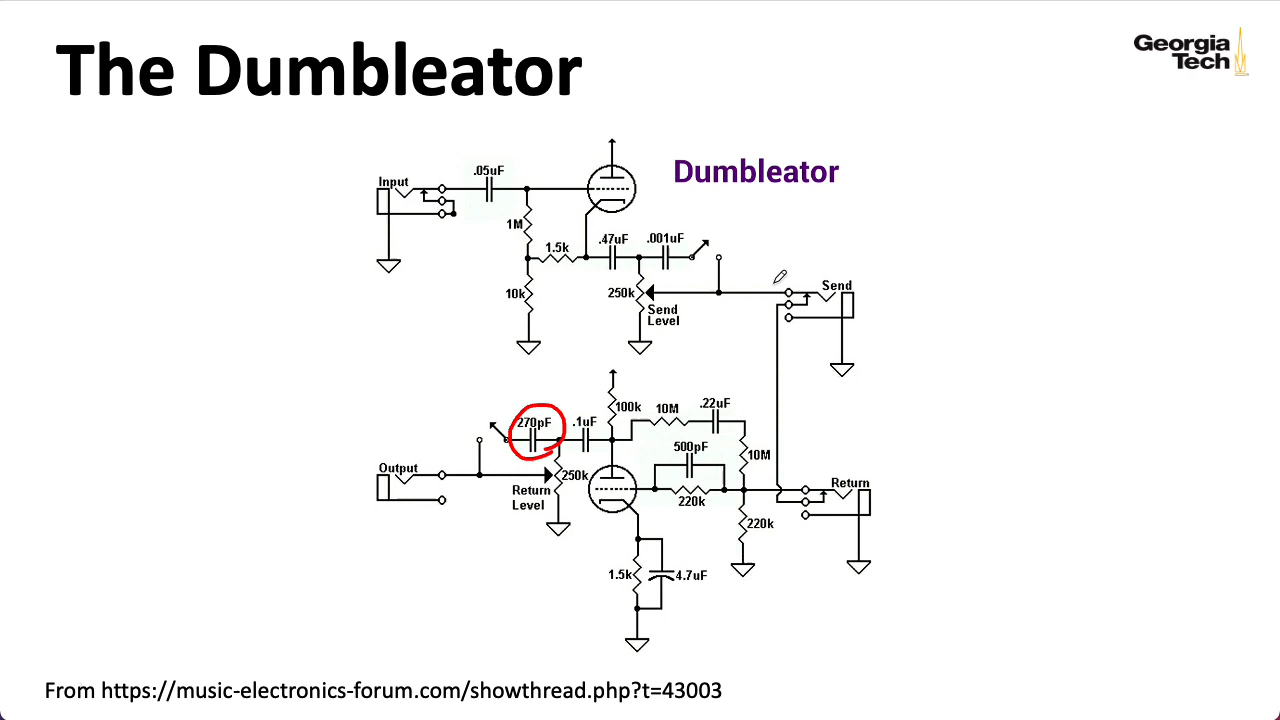 The Dumbleator
Georgia
Tech
Dumbleator
.05uF
Input
1M
1.5k
.47uF
.001uF
10k
250k
Send
Level
Send
100k
10M
.22uF
270pF
.1uF
500pF
10M
Output
250k
Return
Level
220k
Return
220k
1.5k
4.7uF
From https://music-electronics-forum.com/showthread.php?t=43003